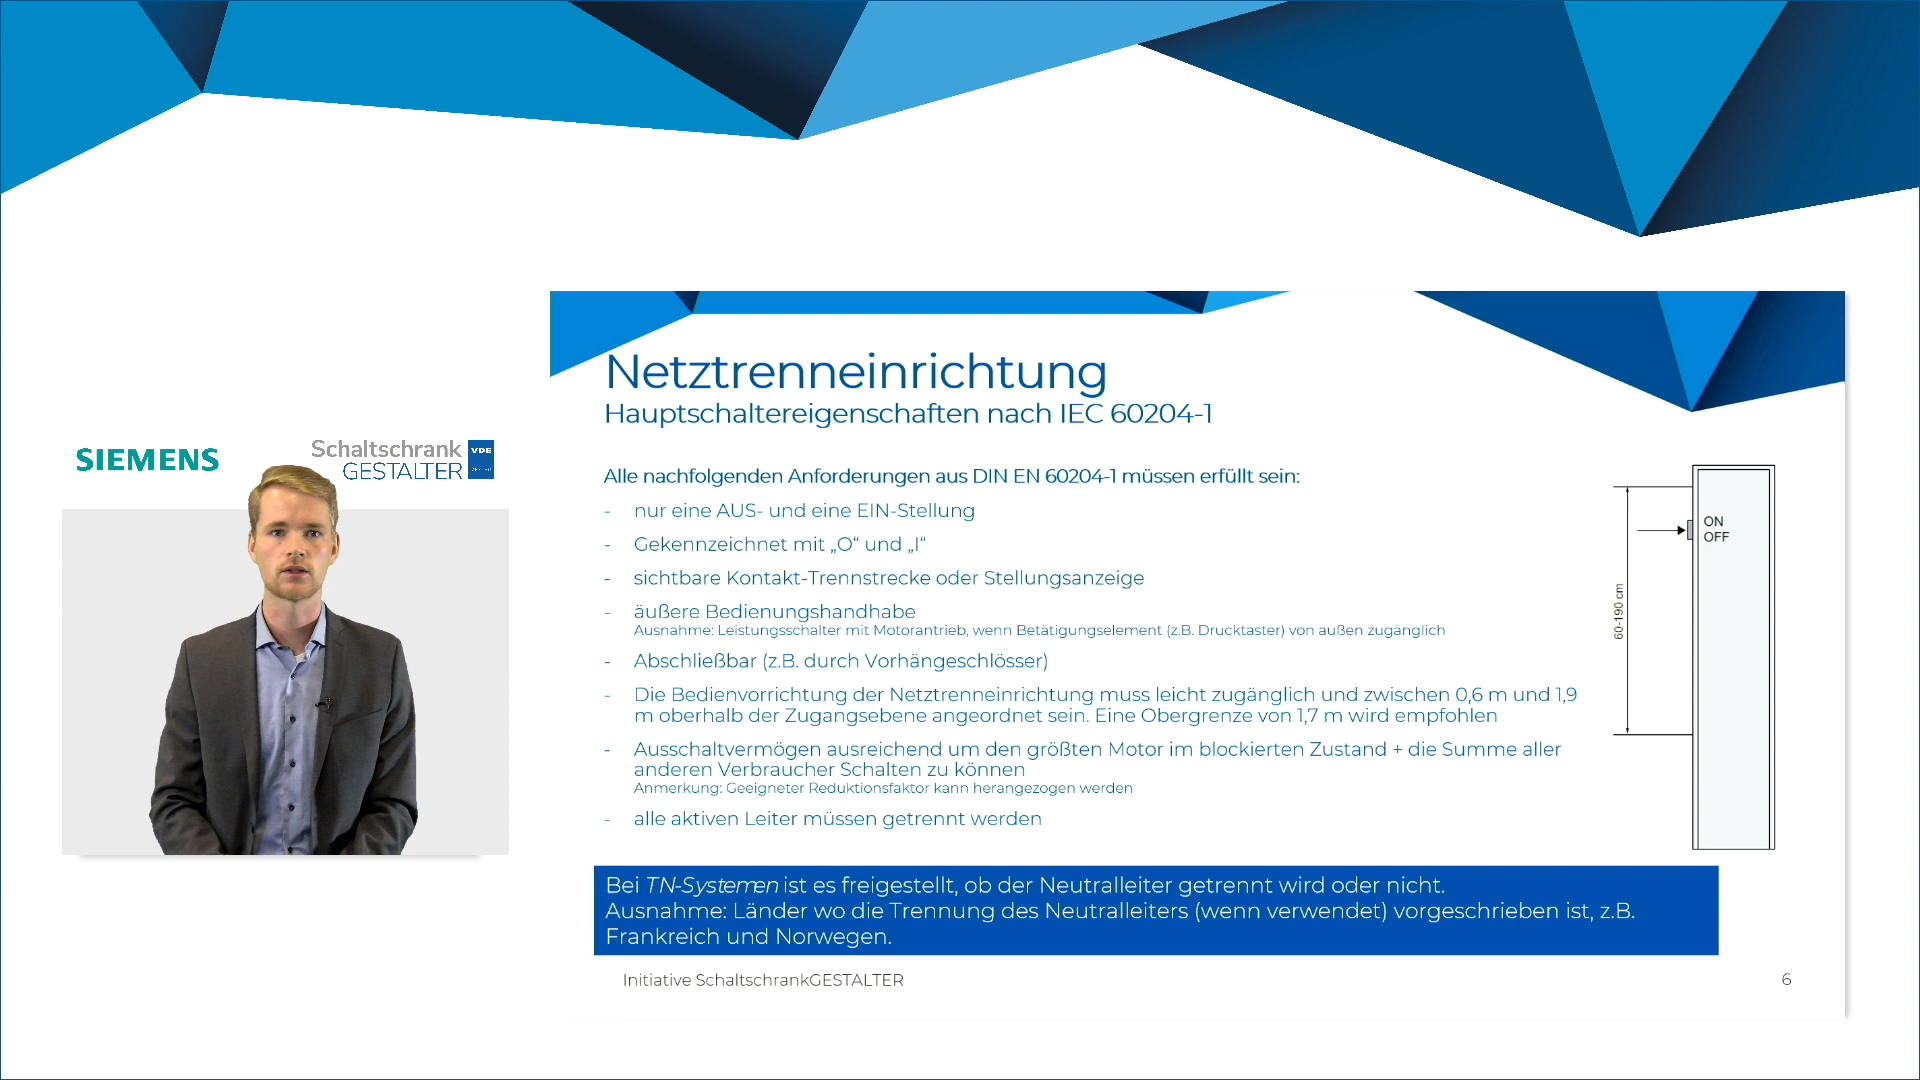 SIEMENS
Schaltschrank
GESTALTER
VDE
Netztrenneinrichtung
Hauptschaltereigenschaften nach IEC 60204-1
Alle nachfolgenden Anforderungen aus DIN EN 60204-1 müssen erfüllt sein:
- nur eine AUS- und eine EIN-Stellung
- Gekennzeichnet mit „O“ und „I“
- sichtbare Kontakt-Trennstrecke oder Stellungsanzeige
- äußere Bedienungshandhabe
Ausnahme: Leistungsschalter mit Motorantrieb, wenn Betätigungselement (z.B. Drucktaster) von außen zugänglich
- Abschließbar (z.B. durch Vorhängeschlösser)
- Die Bedienvorrichtung der Netztrenneinrichtung muss leicht zugänglich und zwischen 0,6 m und 1,9
m oberhalb der Zugangsebene angeordnet sein. Eine Obergrenze von 1,7 m wird empfohlen
- Ausschaltvermögen ausreichend um den größten Motor im blockierten Zustand + die Summe aller
anderen Verbraucher Schalten zu können
Anmerkung: Geeigneter Reduktionsfaktor kann herangezogen werden
- alle aktiven Leiter müssen getrennt werden
ON
OFF
60-190 cm
Bei TN-Systemen ist es freigestellt, ob der Neutralleiter getrennt wird oder nicht.
Ausnahme: Länder wo die Trennung des Neutralleiters (wenn verwendet) vorgeschrieben ist, z.B.
Frankreich und Norwegen.
Initiative SchaltschrankGESTALTER
6